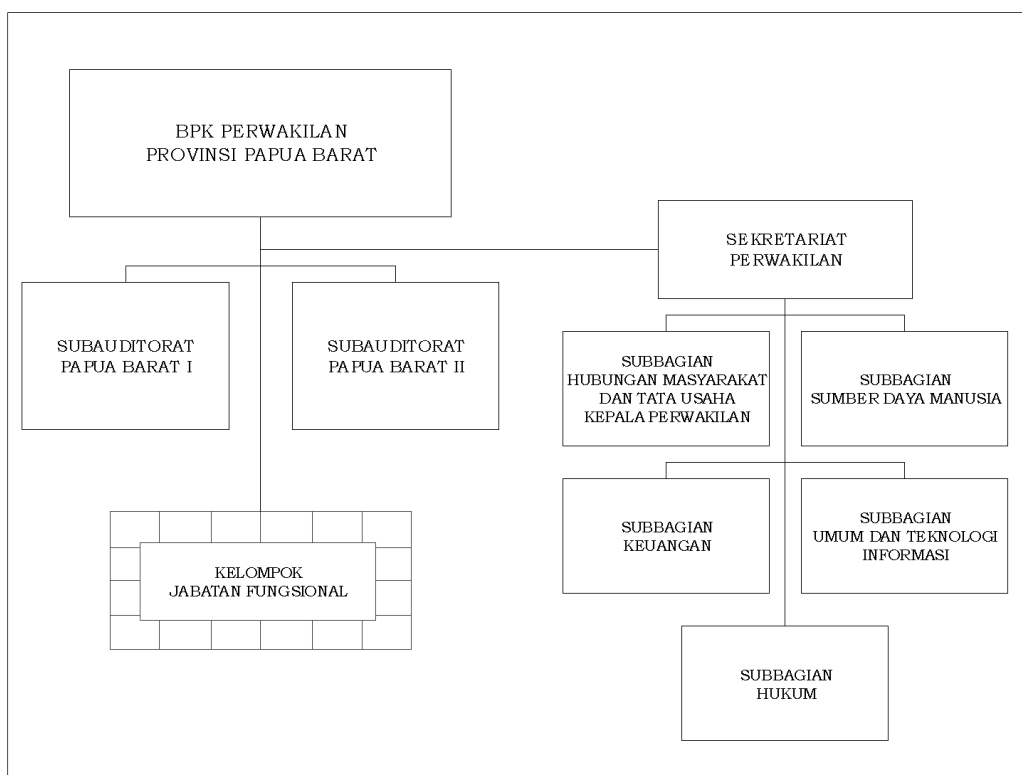 BPK PERWAKILAN
PROVINSI PAPUA BARAT
SEKRETARIAT
PERWAKILAN
SUBAUDITORAT
PAPUA BARAT I
SUBAUDITORAT
PAPUA BARAT II
SUBBAGIAN
HUBUNGAN MASYARAKAT
DAN TATA USAHA
KEPALA PERWAKILAN
SUBBAGIAN
SUMBER DAYA MANUSIA
SUBBAGIAN
KEUANGAN
SUBBAGIAN
UMUM DAN TEKNOLOGI
INFORMASI
KELOMPOK
JABATAN FUNGSIONAL
SUBBAGIAN
HUKUM